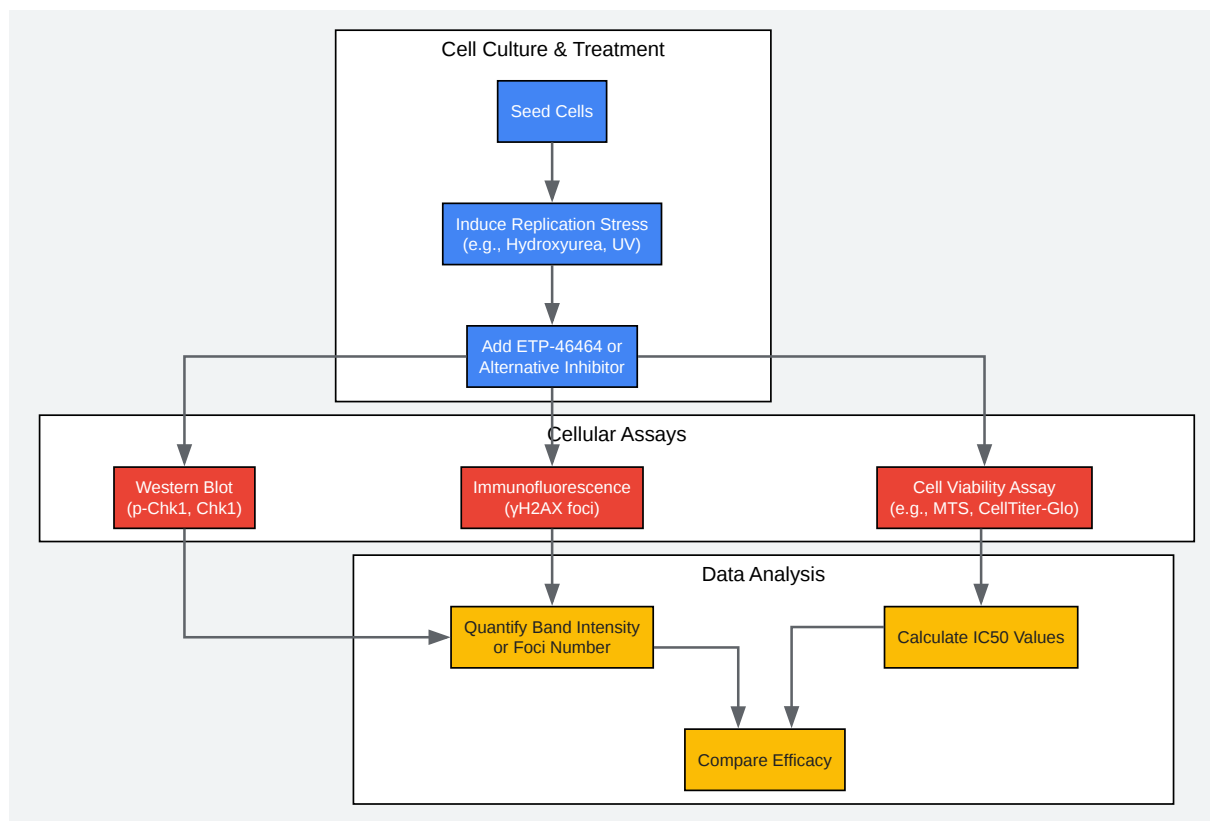 Cell Culture & Treatment
Seed Cells
Induce Replication Stress
(e.g., Hydroxyurea, UV)
Add ETP-46464 or
Alternative Inhibitor
Cellular Assays
Western Blot
(p-Chk1, Chk1)
Immunofluorescence
(γH2AX foci)
Cell Viability Assay
(e.g., MTS, CellTiter-Glo)
Data Analysis
Quantify Band Intensity
or Foci Number
Calculate IC50 Values
Compare Efficacy